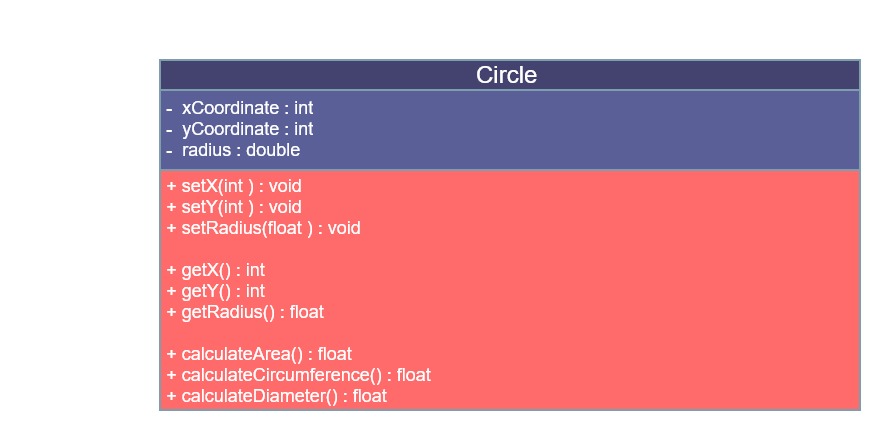 Circle
- xCoordinate : int
- yCoordinate : int
- radius : double
+ setX(int ) : void
+ setY(int ) : void
+ setRadius(float ) : void
+ getX() : int
+ getY() : int
+ getRadius() : float
+ calculateArea() : float
+ calculateCircumference() : float
+ calculateDiameter() : float